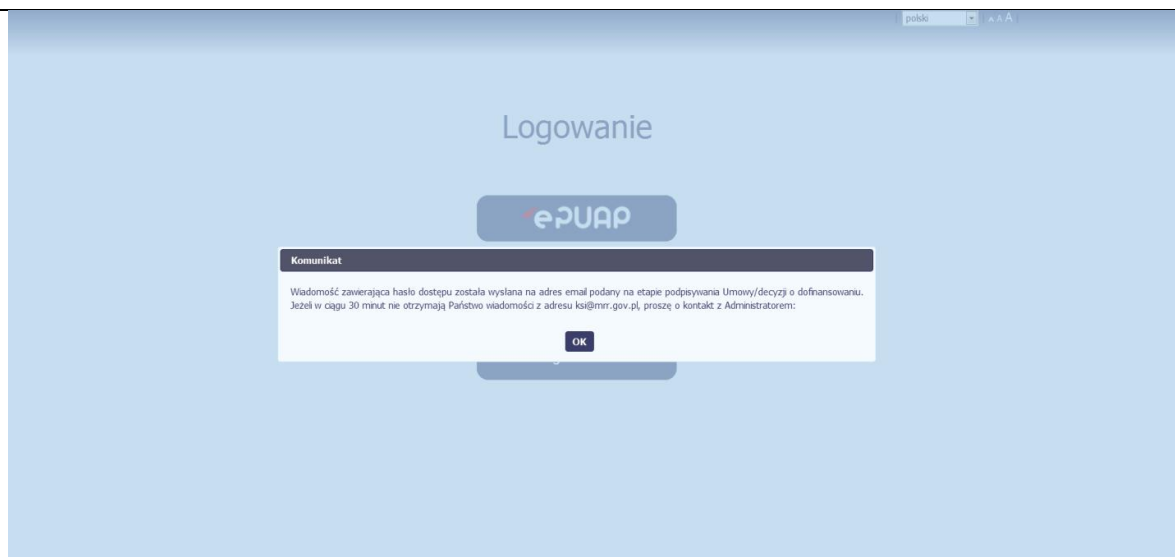 polski A A A
Logowanie
ePUAP
Komunikat
Wiadomość zawierająca hasło dostępu została wysłana na adres email podany na etapie podpisywania Umowy/decyzji o dofinansowaniu.
Jeżeli w ciągu 30 minut nie otrzymają Państwo wiadomości z adresu ksi@mrr.gov.pl, proszę o kontakt z Administratorem:
OK